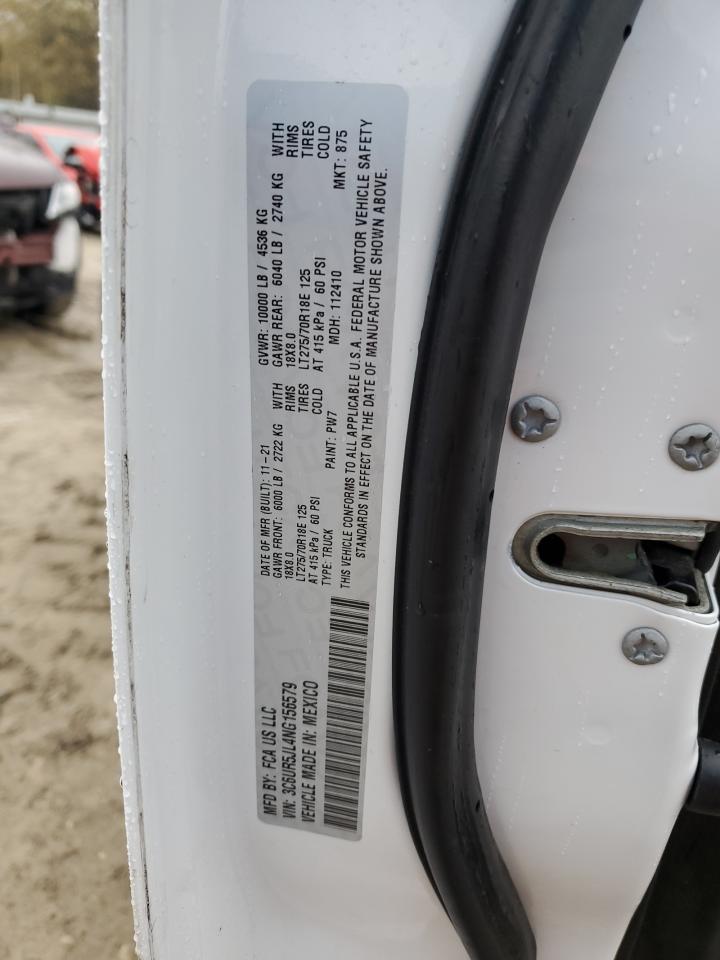 MFD BY: FCA US LLC
DATE OF MFR (BUILT): 11-21
GVWR: 10000 LB / 4536 KG
VIN: 3C6UR5JL4NG156579
GAWR FRONT: 6000 LB / 2722 KG WITH
GAWR REAR: 6040 LB / 2740 KG WITH
VEHICLE MADE IN: MEXICO
18X8.0 RIMS
18X8.0 RIMS
LT275/70R18E 125 TIRES
LT275/70R18E 125 TIRES
AT 415 kPa / 60 PSI COLD
AT 415 kPa / 60 PSI COLD
TYPE: TRUCK PAINT: PW7 MDH: 112410 MKT: 875
THIS VEHICLE CONFORMS TO ALL APPLICABLE U.S.A. FEDERAL MOTOR VEHICLE SAFETY
STANDARDS IN EFFECT ON THE DATE OF MANUFACTURE SHOWN ABOVE.